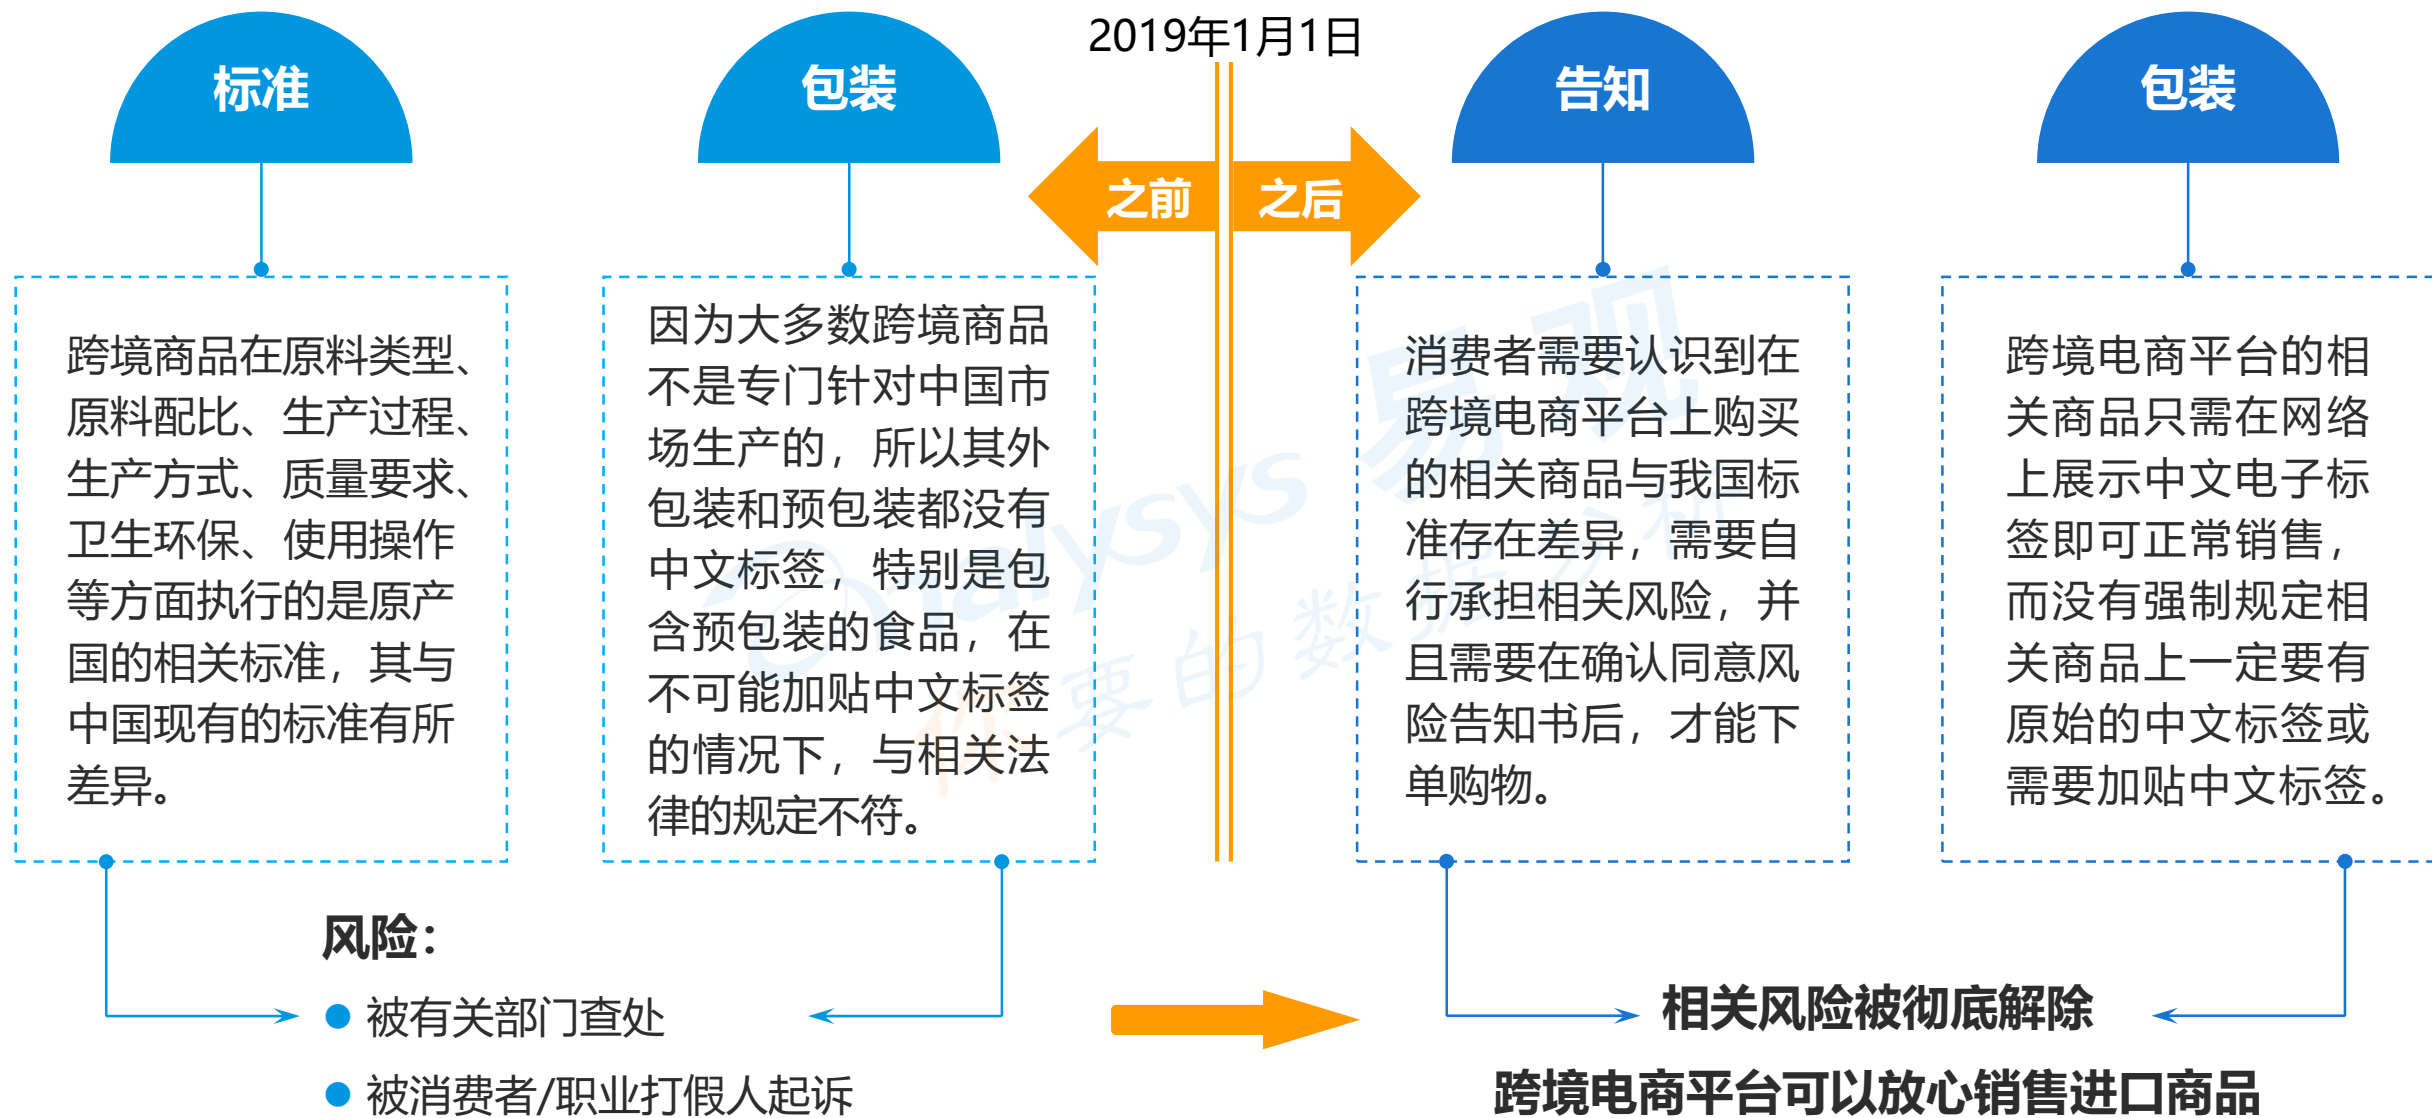 2019年1月1日
标准
包装
告知
包装
之前
之后
跨境商品在原料类型、
原料配比、生产过程、
生产方式、质量要求、
卫生环保、使用操作
等方面执行的是原产
国的相关标准，其与
中国现有的标准有所
差异。
因为大多数跨境商品
不是专门针对中国市
场生产的，所以其外
包装和预包装都没有
中文标签，特别是包
含预包装的食品，在
不可能加贴中文标签
的情况下，与相关法
律的规定不符。
消费者需要认识到在
跨境电商平台上购买
的相关商品与我国标
准存在差异，需要自
行承担相关风险，并
且需要在确认同意风
险告知书后，才能下
单购物。
跨境电商平台的相
关商品只需在网络
上展示中文电子标
签即可正常销售，
而没有强制规定相
关商品上一定要有
原始的中文标签或
需要加贴中文标签。
风险：
被有关部门查处
被消费者/职业打假人起诉
相关风险被彻底解除
跨境电商平台可以放心销售进口商品
analysys 易观
你要的数据分析